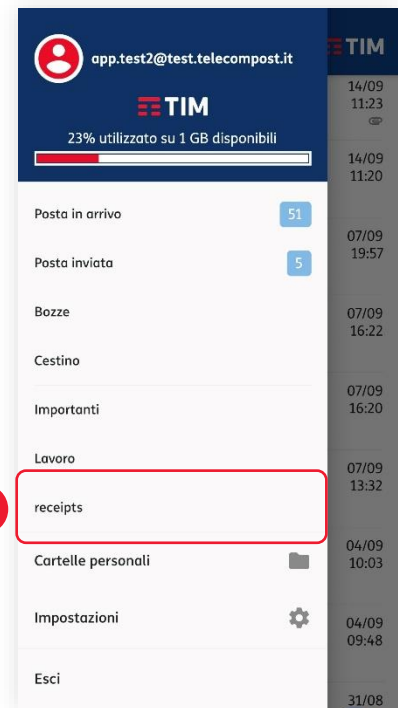 app.test2@test.telecompost.it
TIM
23% utilizzato su 1 GB disponibili
Posta in arrivo 51
Posta inviata 5
Bozze
Cestino
Importanti
Lavoro
receipts
Cartelle personali
Impostazioni
Esci
TIM
14/09
11:23
14/09
11:20
07/09
19:57
07/09
16:22
07/09
16:20
07/09
13:32
04/09
10:03
04/09
09:48
31/08